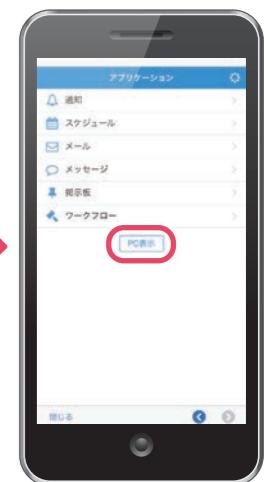 アプリケーション
通知
スケジュール
メール
メッセージ
掲示板
ワークフロー
PC表示
閉じる